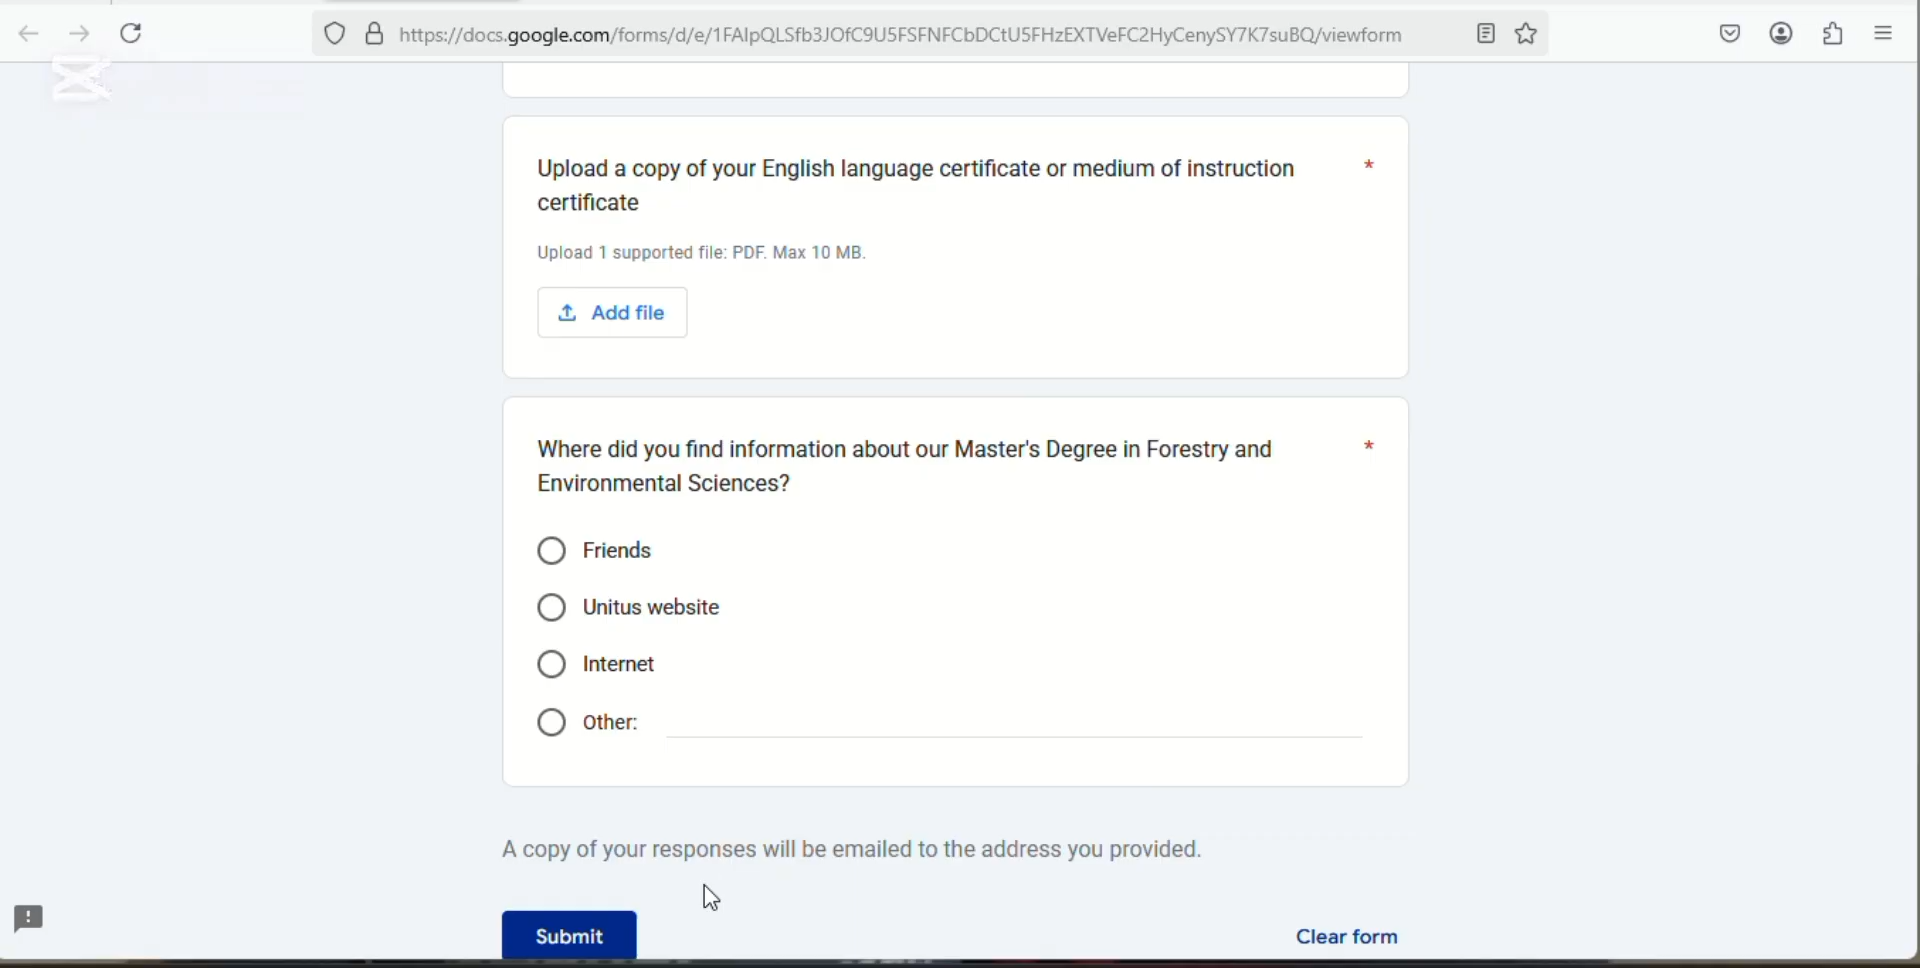 https://docs.google.com/forms/d/e/1FAIpQLSfb3JOfC9U5FSFNFCbDCtU5FHzEXTVeFC2HyCenySY7K7suBQ/viewform
Upload a copy of your English language certificate or medium of instruction *
certificate
Upload 1 supported file: PDF. Max 10 MB.
Add file
Where did you find information about our Master's Degree in Forestry and *
Environmental Sciences?
Friends
Unitus website
Internet
Other:
A copy of your responses will be emailed to the address you provided.
Submit
Clear form